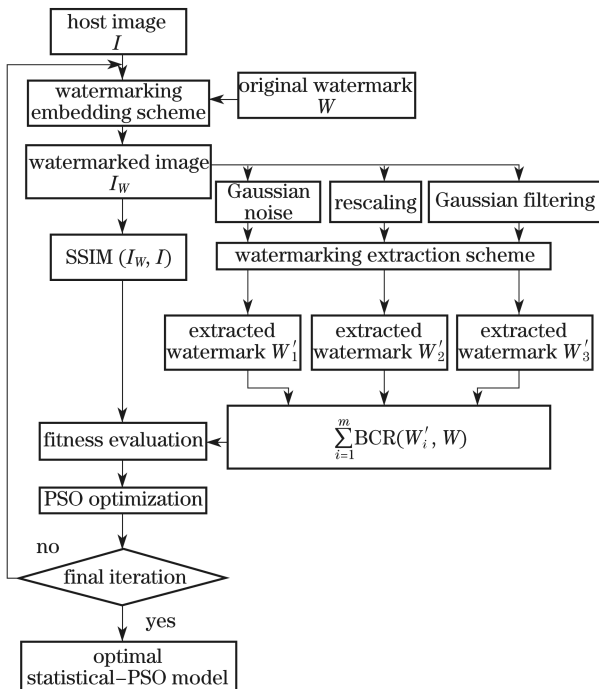 host image
I
watermarking
embedding scheme
original watermark
W
watermarked image
I_W
Gaussian
noise
rescaling
Gaussian filtering
SSIM (I_W, I)
watermarking extraction scheme
extracted
watermark W′_1
extracted
watermark W′_2
extracted
watermark W′_3
fitness evaluation
∑_{i=1}^{m} BCR(W′_i, W)
PSO optimization
no
final iteration
yes
optimal
statistical–PSO model